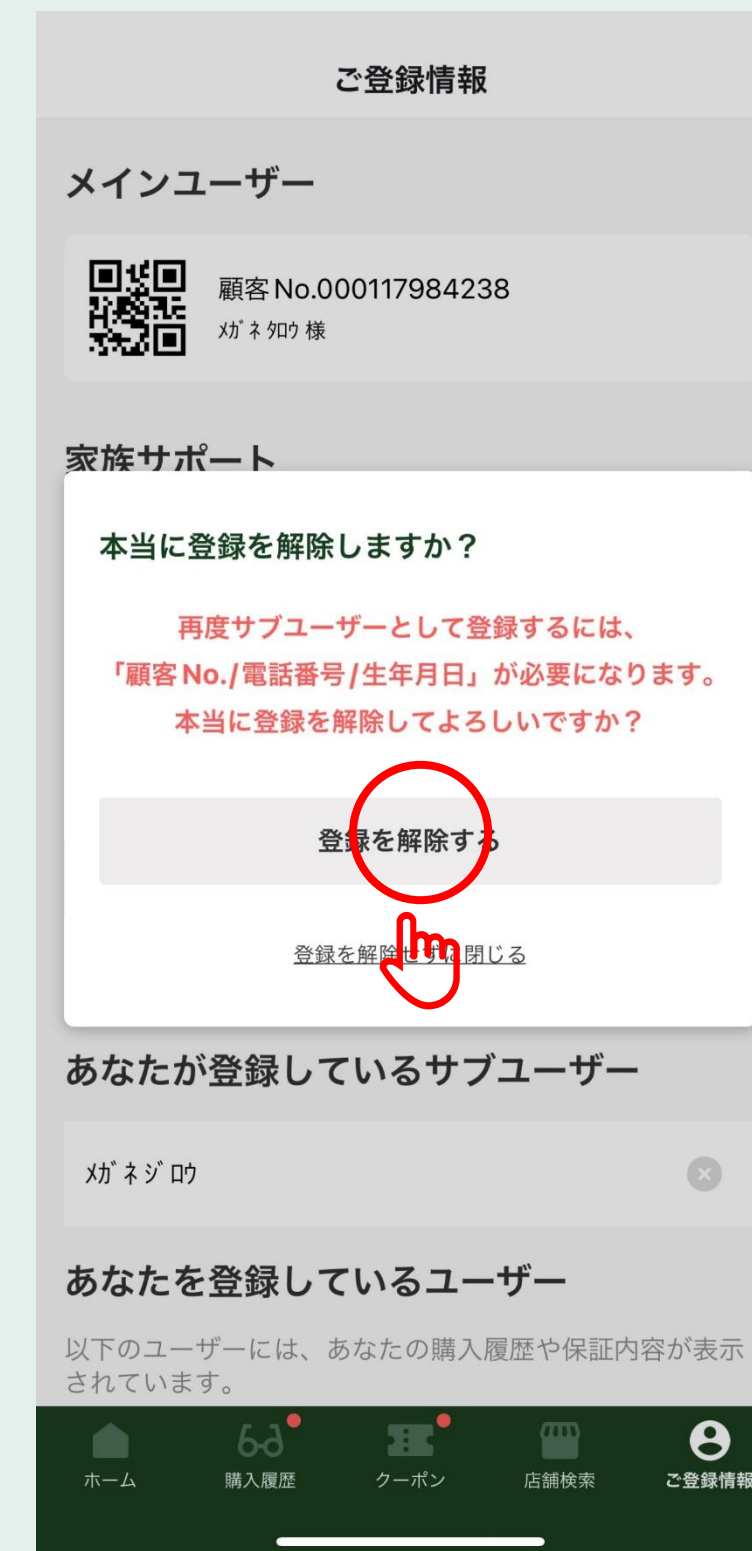 ご登録情報
メインユーザー
顧客No.000117984238
ﾒｶﾞﾈ ﾀﾛｳ 様
家族サポート
本当に登録を解除しますか？
再度サブユーザーとして登録するには、
「顧客No./電話番号/生年月日」が必要になります。
本当に登録を解除してよろしいですか？
登録を解除する
登録を解除せずに閉じる
あなたが登録しているサブユーザー
ﾒｶﾞﾈｼﾞﾛｳ
あなたを登録しているユーザー
以下のユーザーには、あなたの購入履歴や保証内容が表示
されています。
ホーム
購入履歴
クーポン
店舗検索
ご登録情報